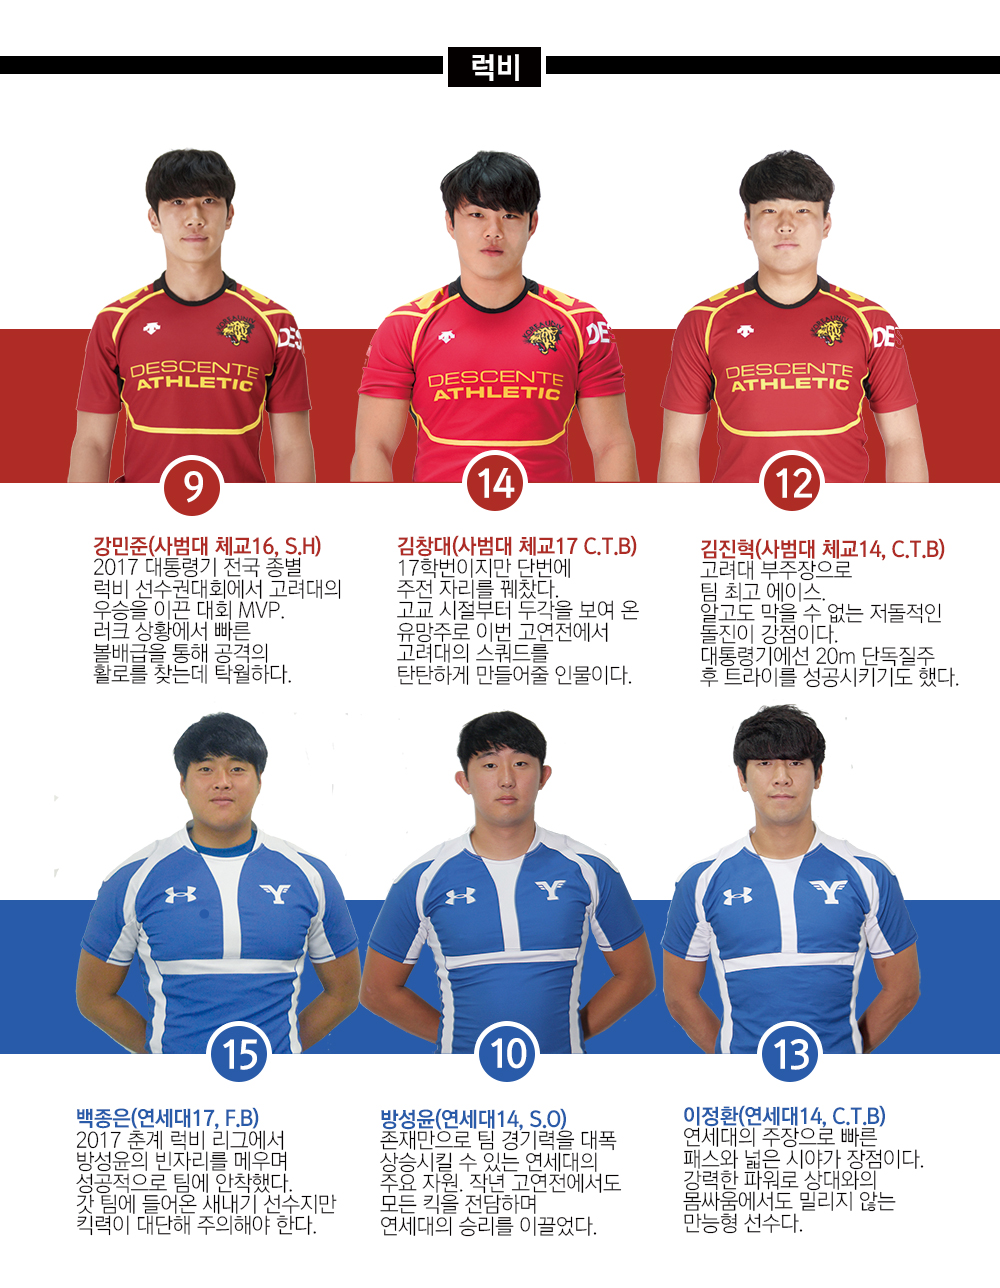 럭비
DESCENTE
ATHLETIC
DES
DESCENTE
ATHLETIC
DE
DESCENTE
ATHLETIC
DE
9
14
12
강민준(사범대 체교16, S.H)
2017 대통령기 전국 종별
럭비 선수권대회에서 고려대의
우승을 이끈 대회 MVP.
러크 상황에서 빠른
볼배급을 통해 공격의
활로를 찾는데 탁월하다.
김창대(사범대 체교17 C.T.B)
17학번이지만 단번에
주전 자리를 꿰찼다.
고교 시절부터 두각을 보여 온
유망주로 이번 고연전에서
고려대의 스쿼드를
탄탄하게 만들어줄 인물이다.
김진혁(사범대 체교14, C.T.B)
고려대 부주장으로
팀 최고 에이스.
알고도 막을 수 없는 저돌적인
돌진이 강점이다.
대통령기에선 20m 단독질주
후 트라이를 성공시키기도 했다.
Y
Y
Y
15
10
13
백종은(연세대17, F.B)
2017 춘계 럭비 리그에서
방성윤의 빈자리를 메우며
성공적으로 팀에 안착했다.
갓 팀에 들어온 새내기 선수지만
킥력이 대단해 주의해야 한다.
방성윤(연세대14, S.O)
존재만으로 팀 경기력을 대폭
상승시킬 수 있는 연세대의
주요 자원. 작년 고연전에서도
모든 킥을 전담하며
연세대의 승리를 이끌었다.
이정환(연세대14, C.T.B)
연세대의 주장으로 빠른
패스와 넓은 시야가 장점이다.
강력한 파워로 상대와의
몸싸움에서도 밀리지 않는
만능형 선수다.